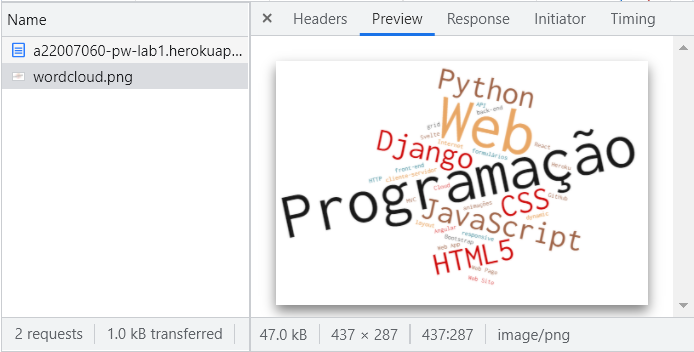 Name
a22007060-pw-lab1.herokuap...
wordcloud.png
2 requests
1.0 kB transferred
× Headers Preview Response Initiator Timing
Python
API
Back-end
grid
Svelte
Web
Internet
React
Django
formulários
Heroku
HTTP
front-end
cliente-servidor
Programação
Cloud
GitHub
MVC
animações
CSS
JavaScript
dynamic
layout
Angular
responsive
Bootstrap
Web App
HTML5
Web Page
Web Site
47.0 kB
437 × 287
437:287
image/png